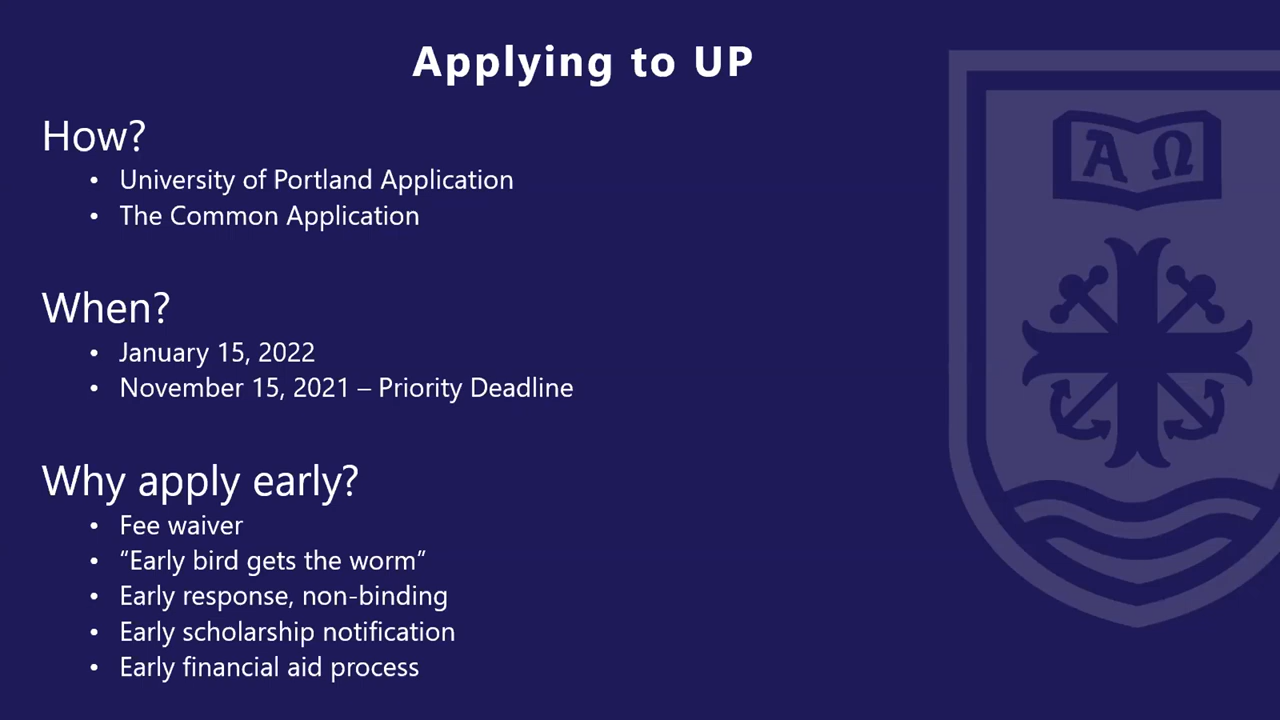 Applying to UP
How?
• University of Portland Application
• The Common Application
When?
• January 15, 2022
• November 15, 2021 – Priority Deadline
Why apply early?
• Fee waiver
• “Early bird gets the worm”
• Early response, non-binding
• Early scholarship notification
• Early financial aid process
Α Ω